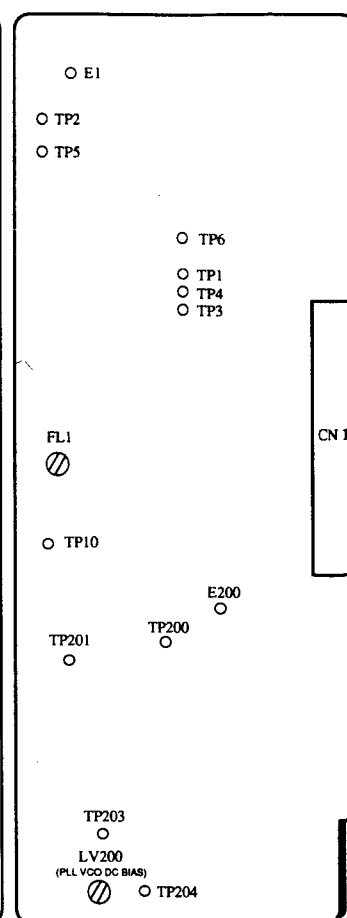 E1
TP2
TP5
TP6
TP1
TP4
TP3
FL1
CN 1
TP10
E200
TP200
TP201
TP203
LV200
(PLL VCO DC BIAS)
TP204